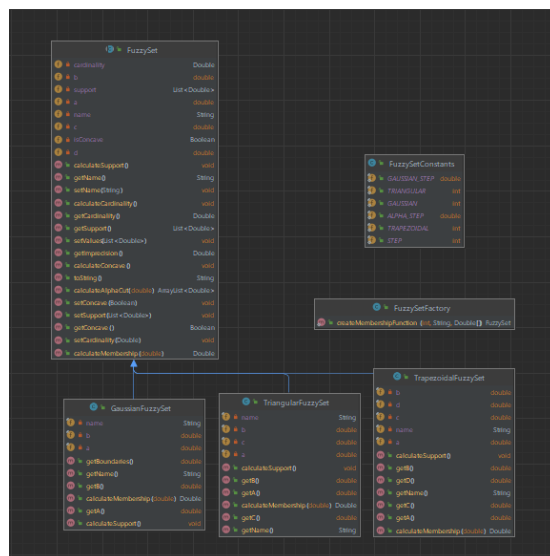 FuzzySet
cardinality Double
b double
support List<Double>
a double
name String
c double
isConcave Boolean
d double
calculateSupport() void
getName() String
setName(String) void
calculateCardinality() void
getCardinality() Double
getSupport() List<Double>
setValues(List<Double>) void
getImprecision() Double
calculateConcave() void
toString() String
calculateAlphaCut(double) ArrayList<Double>
setConcave(Boolean) void
setSupport(List<Double>) void
getConcave() Boolean
setCardinality(Double) void
calculateMembership(double) Double
FuzzySetConstants
GAUSSIAN_STEP double
TRIANGULAR int
GAUSSIAN int
ALPHA_STEP double
TRAPEZOIDAL int
STEP int
FuzzySetFactory
createMembershipFunction (int, String, Double[]) FuzzySet
GaussianFuzzySet
name String
b double
a double
getBoundaries() double
getName() String
getB() double
calculateMembership(double) Double
getA() double
calculateSupport() void
TriangularFuzzySet
name String
b double
c double
a double
calculateSupport() void
getB() double
getA() double
calculateMembership(double) Double
getC() double
getName() String
TrapezoidalFuzzySet
b double
d double
c double
name String
a double
calculateSupport() void
getB() double
getD() double
getName() String
getC() double
getA() double
calculateMembership(double) Double